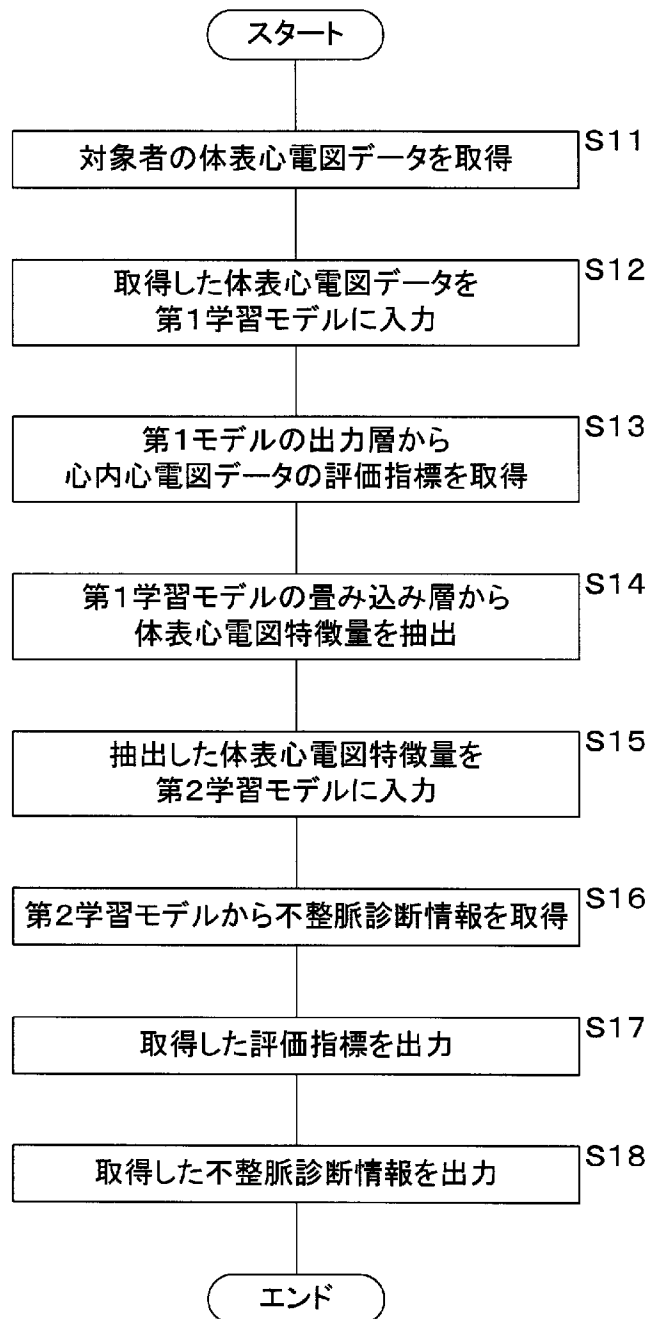 スタート
対象者の体表心電図データを取得
S11
取得した体表心電図データを
第1学習モデルに入力
S12
第1モデルの出力層から
心内心電図データの評価指標を取得
S13
第1学習モデルの畳み込み層から
体表心電図特徴量を抽出
S14
抽出した体表心電図特徴量を
第2学習モデルに入力
S15
第2学習モデルから不整脈診断情報を取得
S16
取得した評価指標を出力
S17
取得した不整脈診断情報を出力
S18
エンド